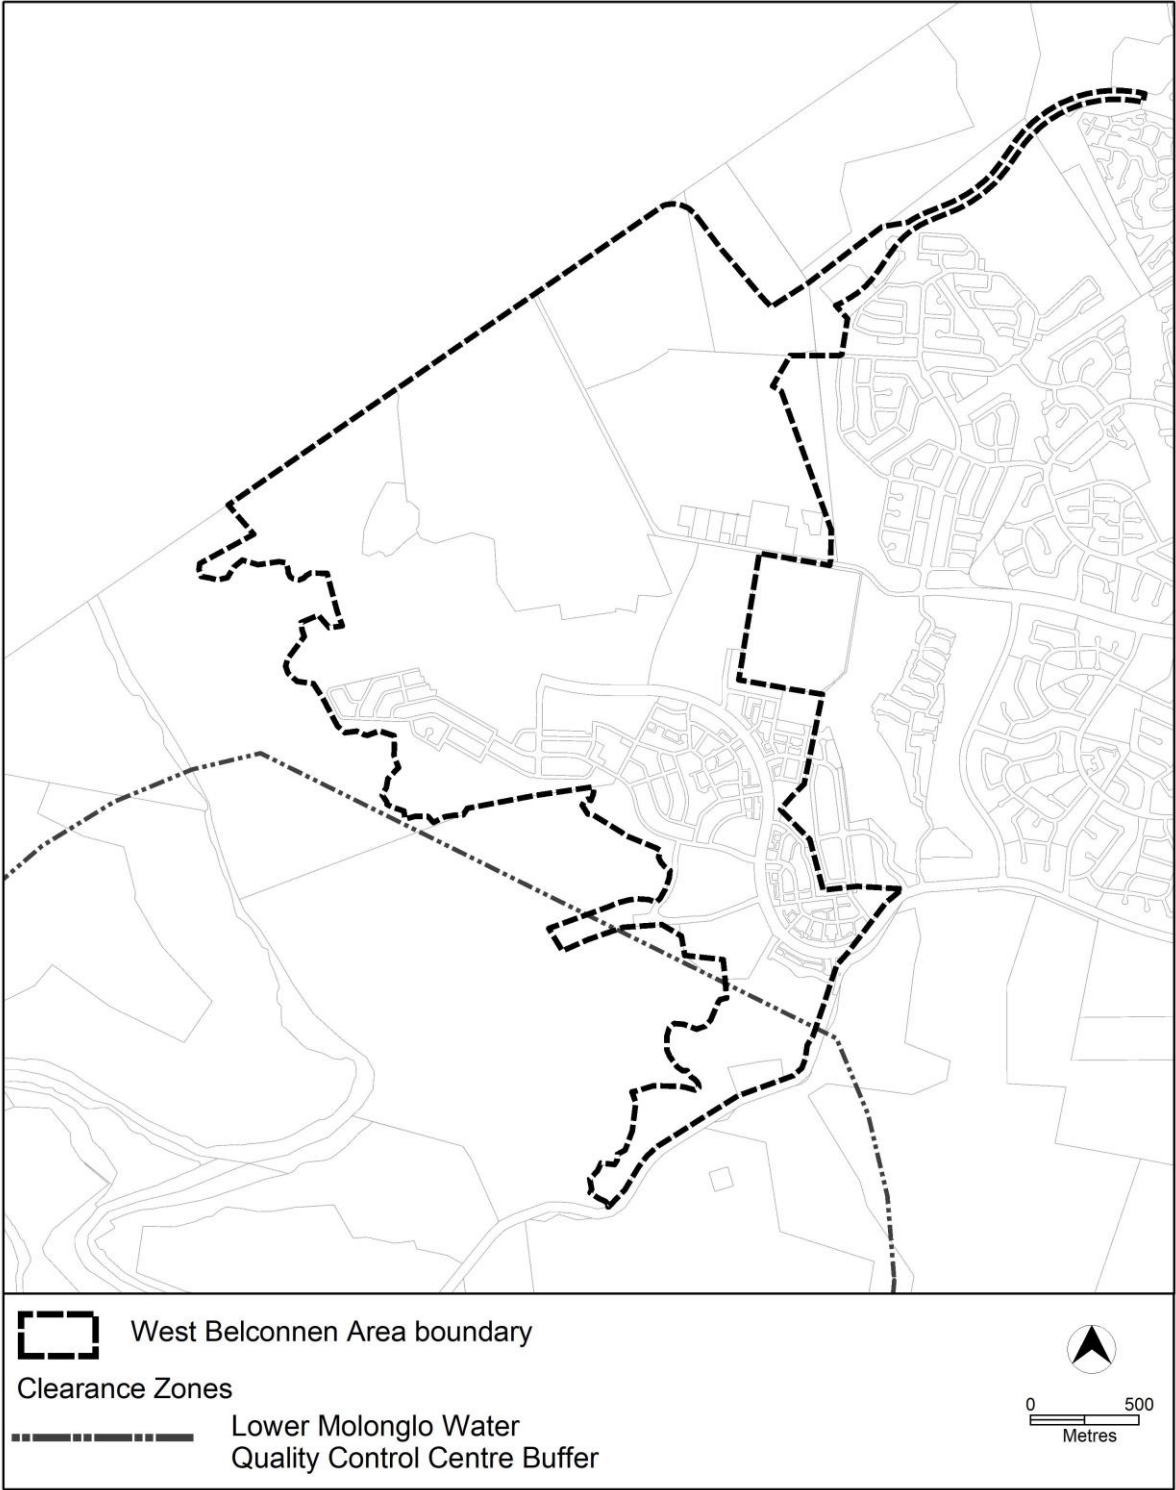 West Belconnen Area boundary
Clearance Zones
Lower Molonglo Water
Quality Control Centre Buffer
0 500
Metres